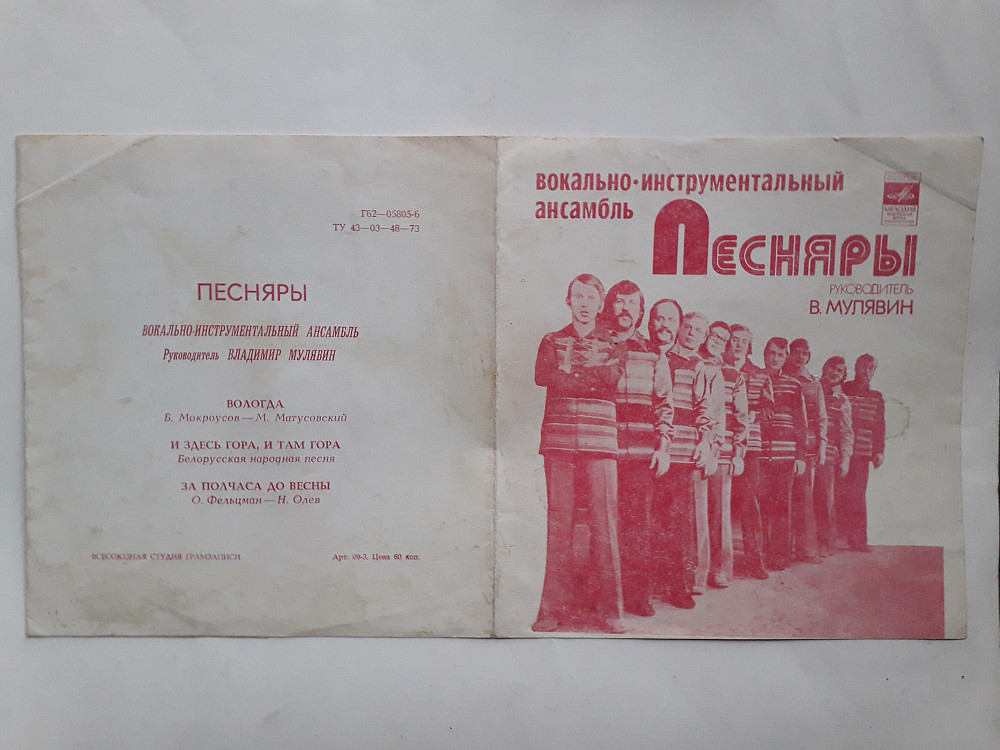 Г62—05805-6
ТУ 43—03—48—73
ПЕСНЯРЫ
ВОКАЛЬНО-ИНСТРУМЕНТАЛЬНЫЙ АНСАМБЛЬ
Руководитель ВЛАДИМИР МУЛЯВИН
ВОЛОГДА
Б. Мокроусов—М. Матусовский
И ЗДЕСЬ ГОРА, И ТАМ ГОРА
Белорусская народная песня
ЗА ПОЛЧАСА ДО ВЕСНЫ
О. Фельцман—Н. Олев
ВСЕСОЮЗНАЯ СТУДИЯ ГРАМЗАПИСИ
Арт. 09-3. Цена 60 коп.
вокально-инструментальный
ансамбль
Песняры
РУКОВОДИТЕЛЬ
В. МУЛЯВИН
МЕЛОДИЯ